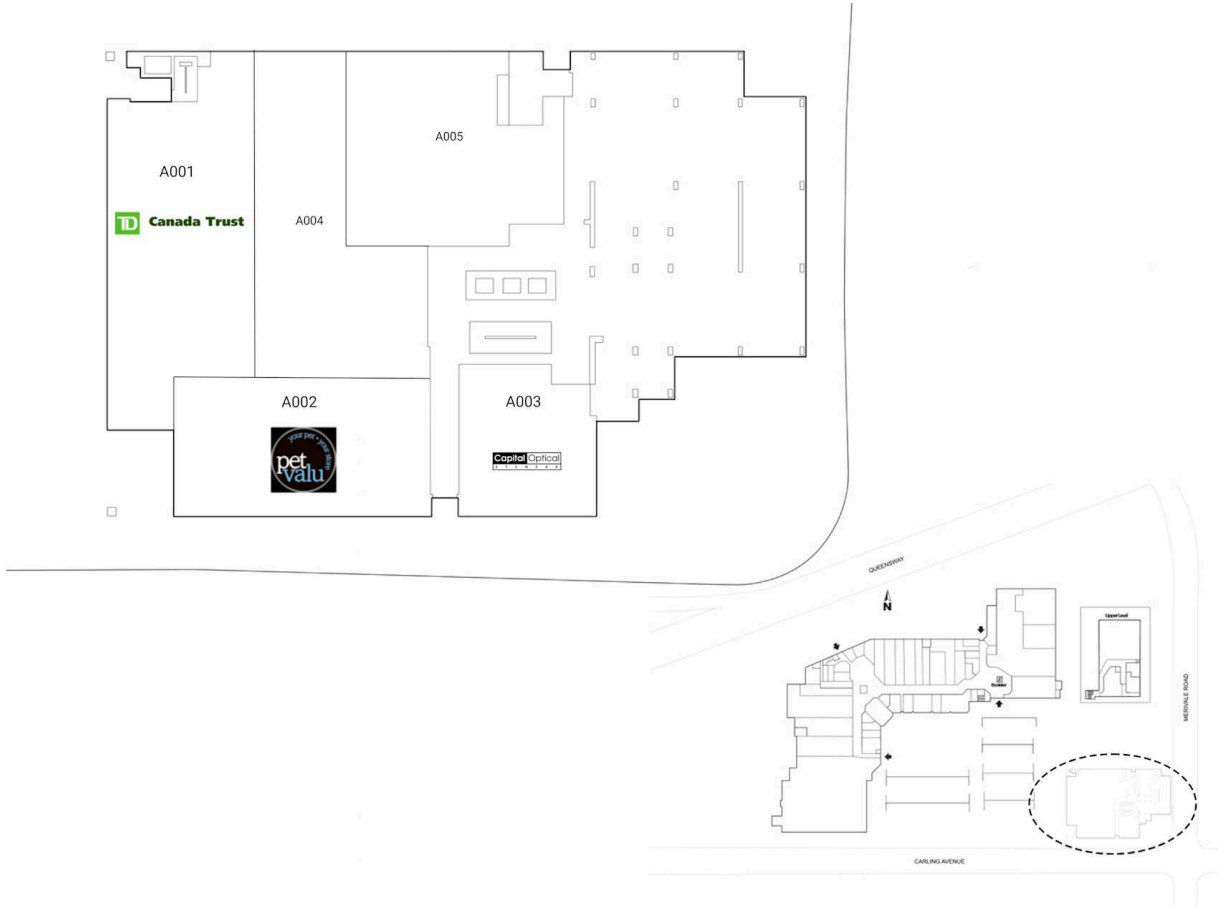 A001
TD Canada Trust
A004
A005
A002
your pet • your store
pet
valu
A003
Capital Optical
EYEWEAR
QUEENSWAY
N
Upper Level
MERIVALE ROAD
CARLING AVENUE